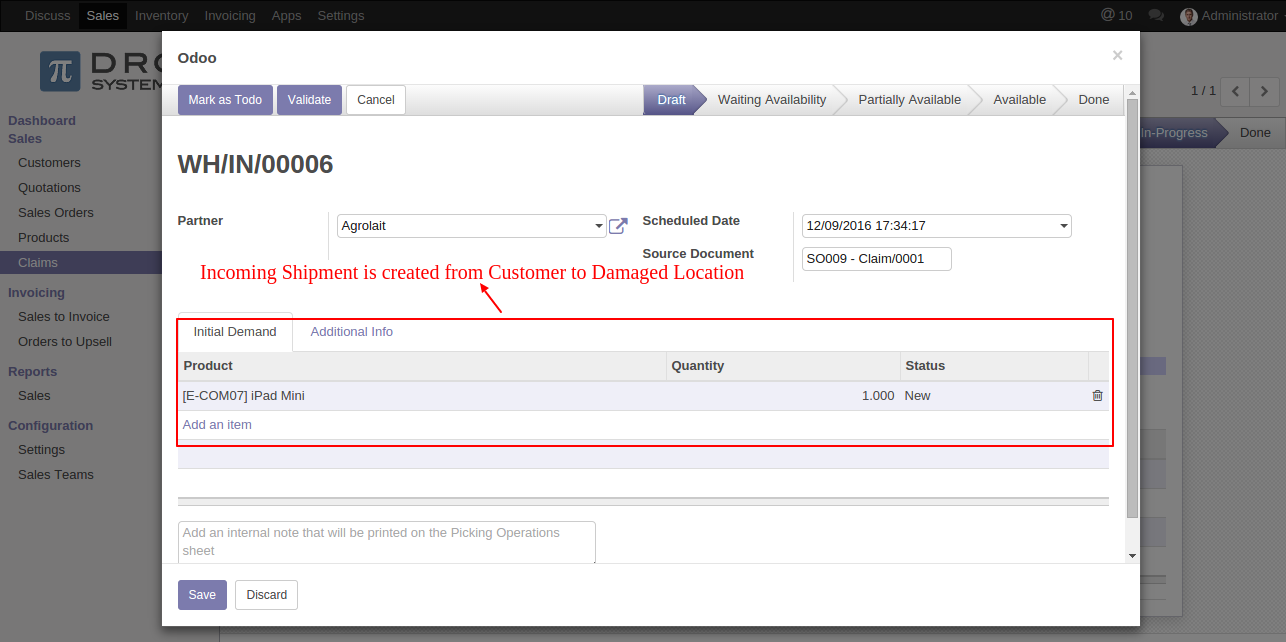 Discuss Sales Inventory Invoicing Apps Settings @ 10 Administrator
π DRC
SYSTEM
Odoo ×
1 / 1
Mark as Todo Validate Cancel Draft Waiting Availability Partially Available Available Done
In-Progress Done
Dashboard
Sales
Customers
Quotations
Sales Orders
Products
Claims
Invoicing
Sales to Invoice
Orders to Upsell
Reports
Sales
Configuration
Settings
Sales Teams
WH/IN/00006
Partner Agrolait Scheduled Date 12/09/2016 17:34:17
Source Document SO009 - Claim/0001
Incoming Shipment is created from Customer to Damaged Location
Initial Demand Additional Info
Product Quantity Status
[E-COM07] iPad Mini 1.000 New
Add an item
Add an internal note that will be printed on the Picking Operations
sheet
Save Discard